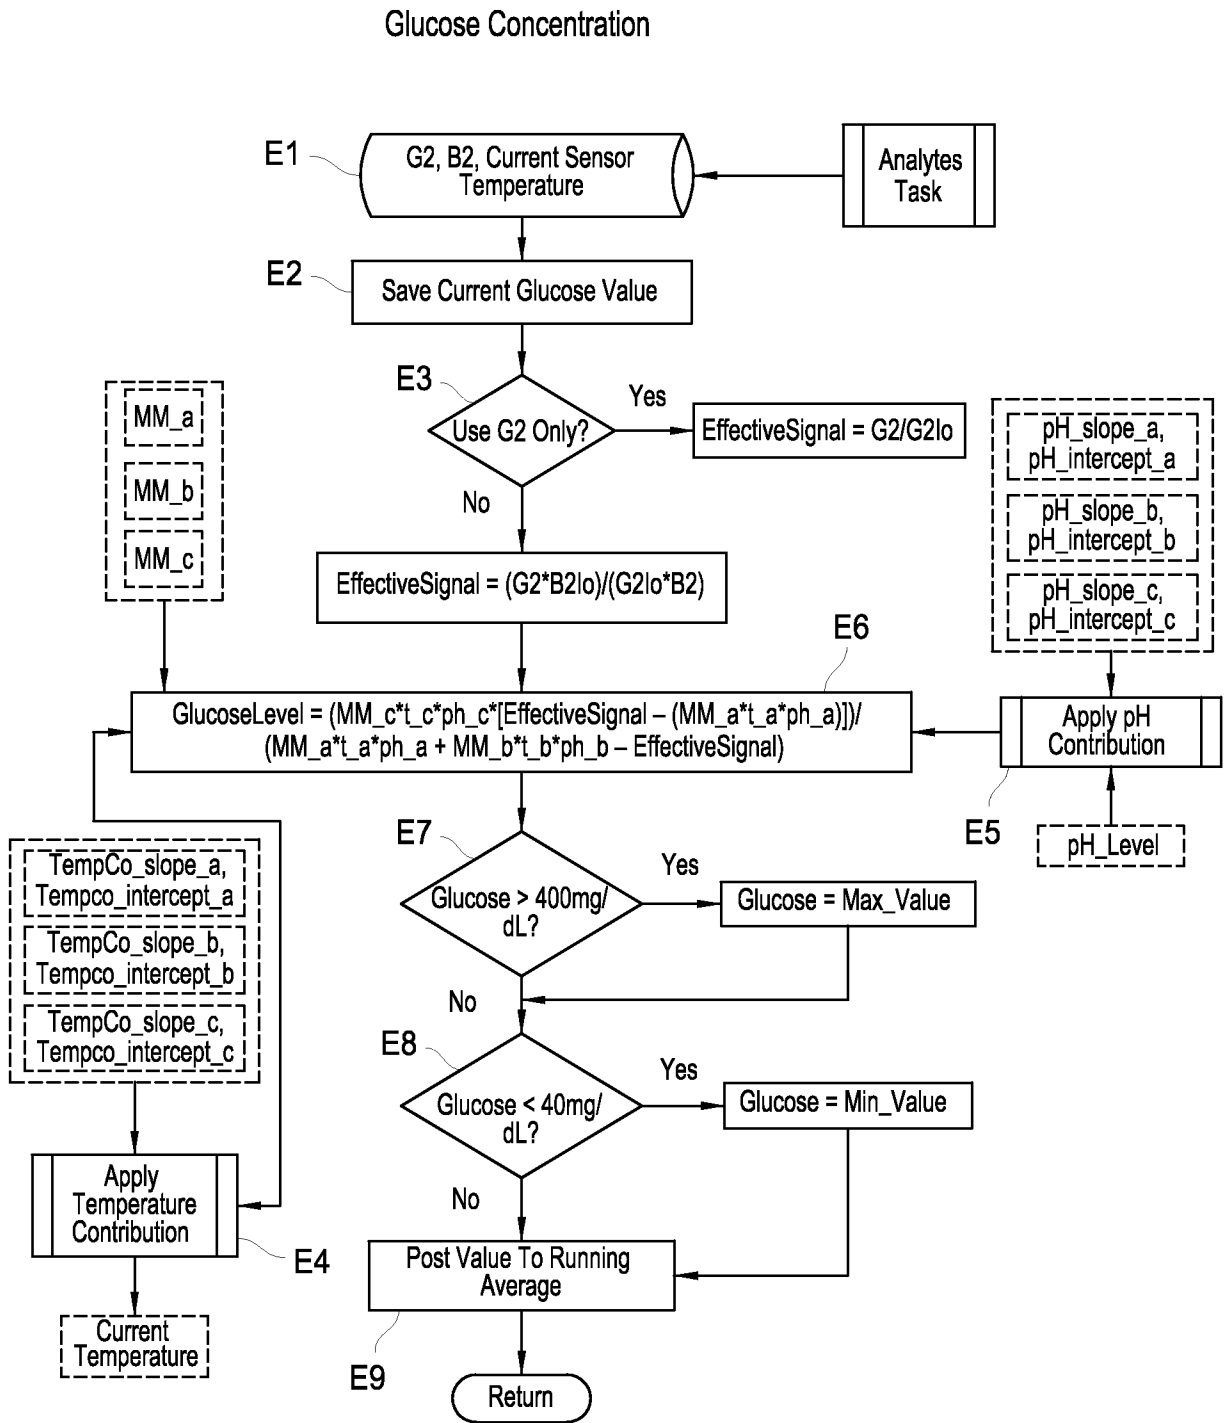 Glucose Concentration
E1
G2, B2, Current Sensor
Temperature
Analytes
Task
E2
Save Current Glucose Value
E3
Use G2 Only?
Yes
EffectiveSignal = G2/G2lo
No
MM_a
MM_b
MM_c
pH_slope_a,
pH_intercept_a
pH_slope_b,
pH_intercept_b
pH_slope_c,
pH_intercept_c
EffectiveSignal = (G2*B2lo)/(G2lo*B2)
E6
GlucoseLevel = (MM_c*t_c*ph_c*[EffectiveSignal – (MM_a*t_a*ph_a)])/
(MM_a*t_a*ph_a + MM_b*t_b*ph_b – EffectiveSignal)
Apply pH
Contribution
E5
pH_Level
E7
Glucose > 400mg/
dL?
Yes
Glucose = Max_Value
No
TempCo_slope_a,
Tempco_intercept_a
TempCo_slope_b,
Tempco_intercept_b
TempCo_slope_c,
Tempco_intercept_c
E8
Glucose < 40mg/
dL?
Yes
Glucose = Min_Value
No
Apply
Temperature
Contribution
E4
Current
Temperature
Post Value To Running
Average
E9
Return